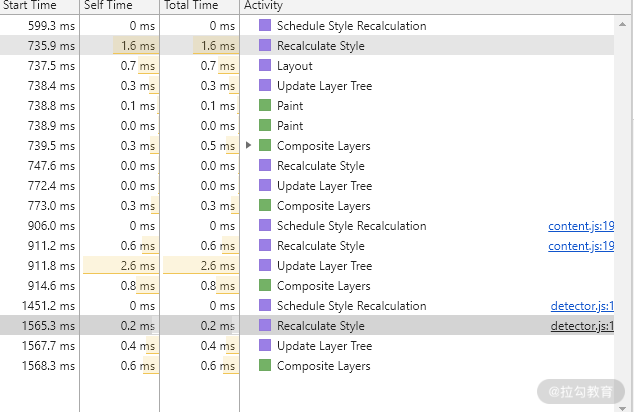 Start Time Self Time Total Time Activity
599.3 ms 0 ms 0 ms Schedule Style Recalculation
735.9 ms 1.6 ms 1.6 ms Recalculate Style
737.5 ms 0.7 ms 0.7 ms Layout
738.4 ms 0.3 ms 0.3 ms Update Layer Tree
738.8 ms 0.1 ms 0.1 ms Paint
738.9 ms 0.0 ms 0.0 ms Paint
739.5 ms 0.3 ms 0.5 ms Composite Layers
747.6 ms 0.0 ms 0.0 ms Recalculate Style
772.4 ms 0.0 ms 0.0 ms Update Layer Tree
773.0 ms 0.3 ms 0.3 ms Composite Layers
906.0 ms 0 ms 0 ms Schedule Style Recalculation content.js:19
911.2 ms 0.6 ms 0.6 ms Recalculate Style content.js:19
911.8 ms 2.6 ms 2.6 ms Update Layer Tree
914.6 ms 0.8 ms 0.8 ms Composite Layers
1451.2 ms 0 ms 0 ms Schedule Style Recalculation detector.js:1
1565.3 ms 0.2 ms 0.2 ms Recalculate Style detector.js:1
1567.7 ms 0.4 ms 0.4 ms Update Layer Tree
1568.3 ms 0.6 ms 0.6 ms Composite Layers
@拉勾教育